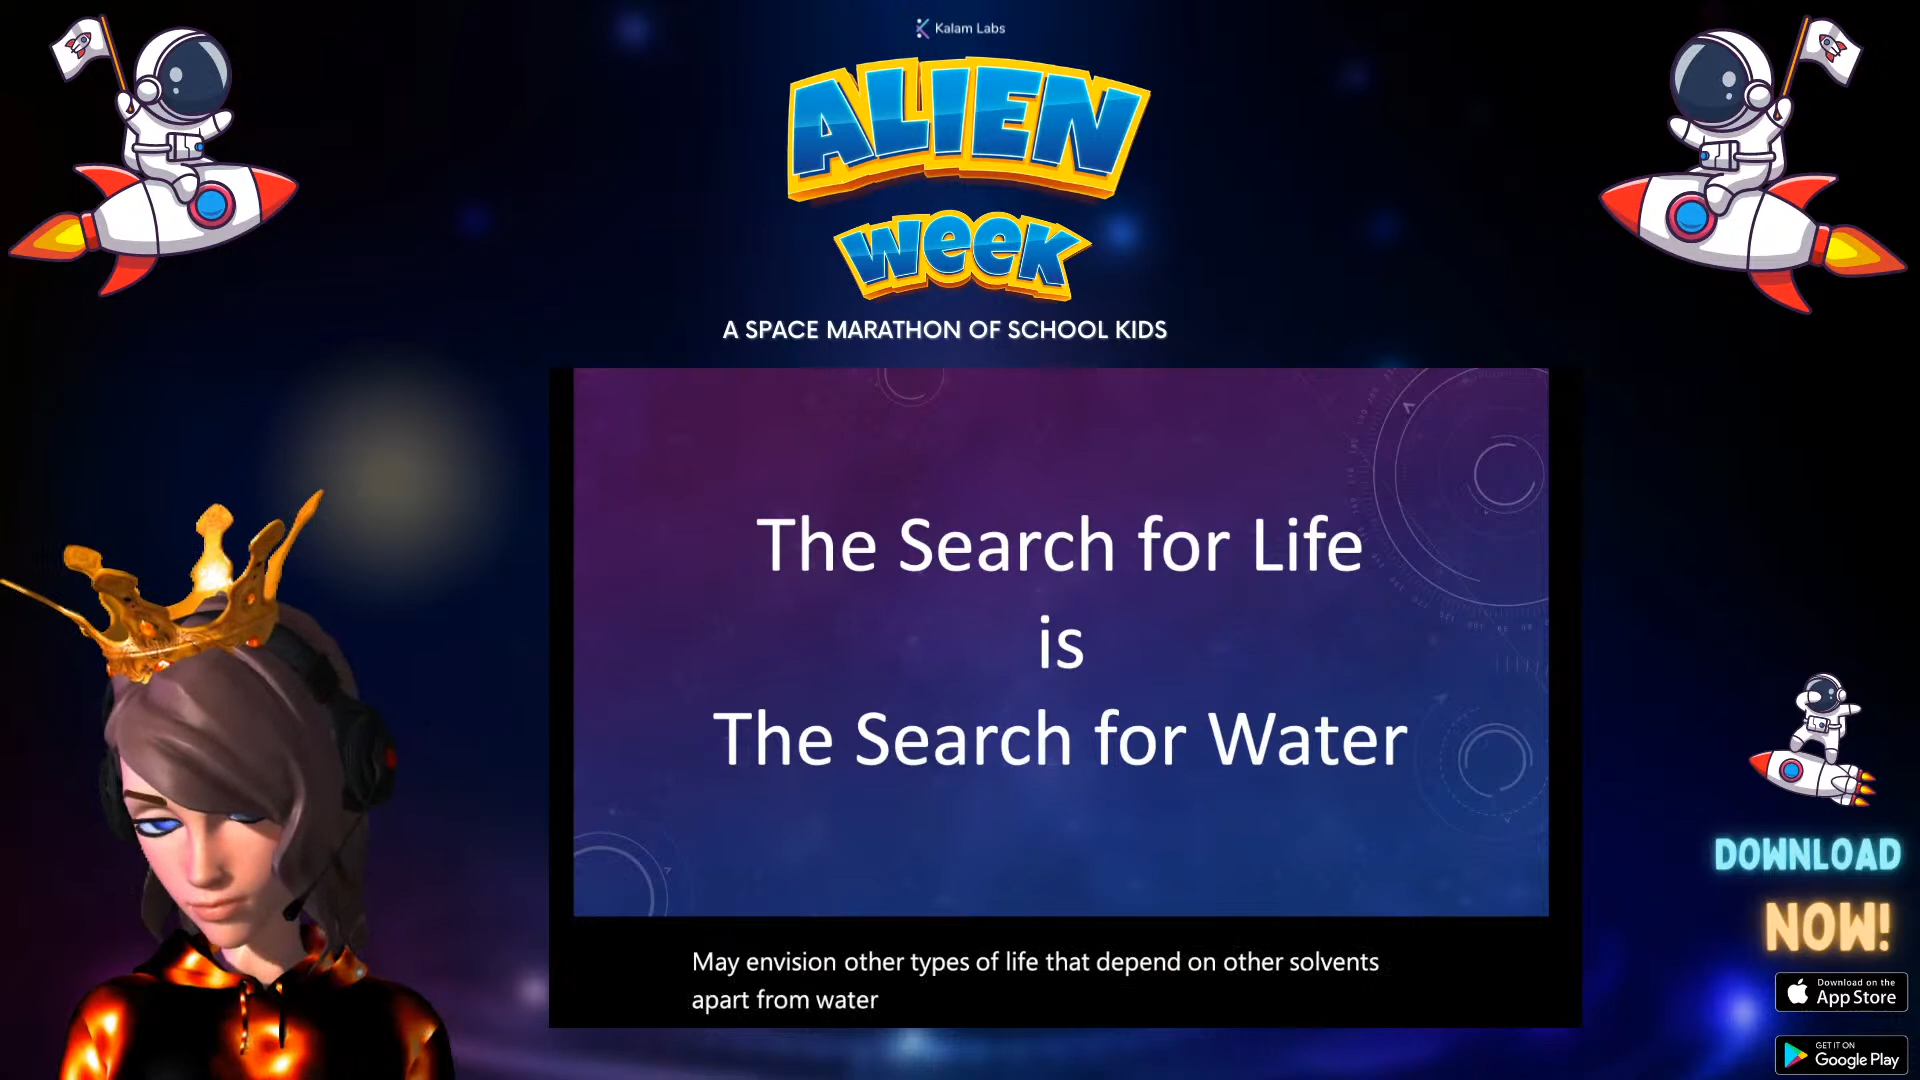 Kalam Labs
ALIEN
Week
A SPACE MARATHON OF SCHOOL KIDS
The Search for Life
is
The Search for Water
May envision other types of life that depend on other solvents
apart from water
DOWNLOAD
NOW!
Download on the
App Store
GET IT ON
Google Play